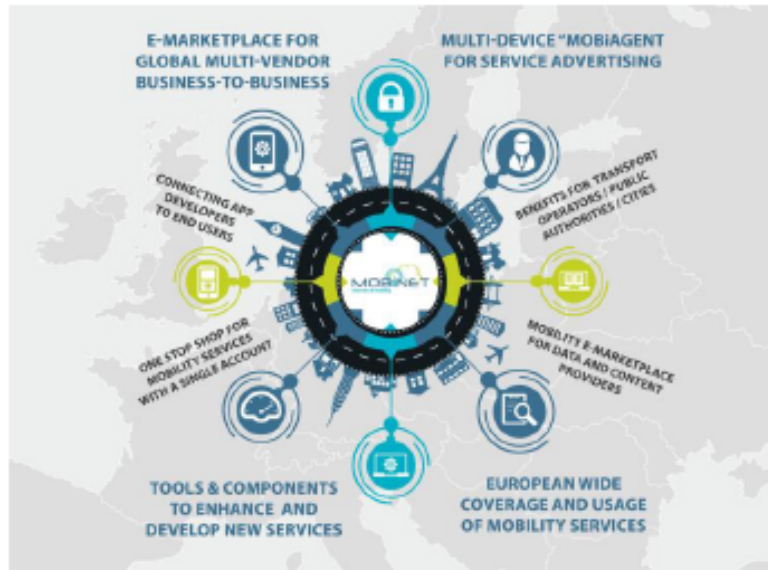 E-MARKETPLACE FOR
GLOBAL MULTI-VENDOR
BUSINESS-TO-BUSINESS
MULTI-DEVICE “MOBiAGENT
FOR SERVICE ADVERTISING
CONNECTING APP
DEVELOPERS
TO END USERS
BENEFITS FOR TRANSPORT
OPERATORS / PUBLIC
AUTHORITIES / CITIES
MOBiNET
ONE STOP SHOP FOR
MOBILITY SERVICES
WITH A SINGLE ACCOUNT
MOBILITY E-MARKETPLACE
FOR DATA AND CONTENT
PROVIDERS
TOOLS & COMPONENTS
TO ENHANCE AND
DEVELOP NEW SERVICES
EUROPEAN WIDE
COVERAGE AND USAGE
OF MOBILITY SERVICES